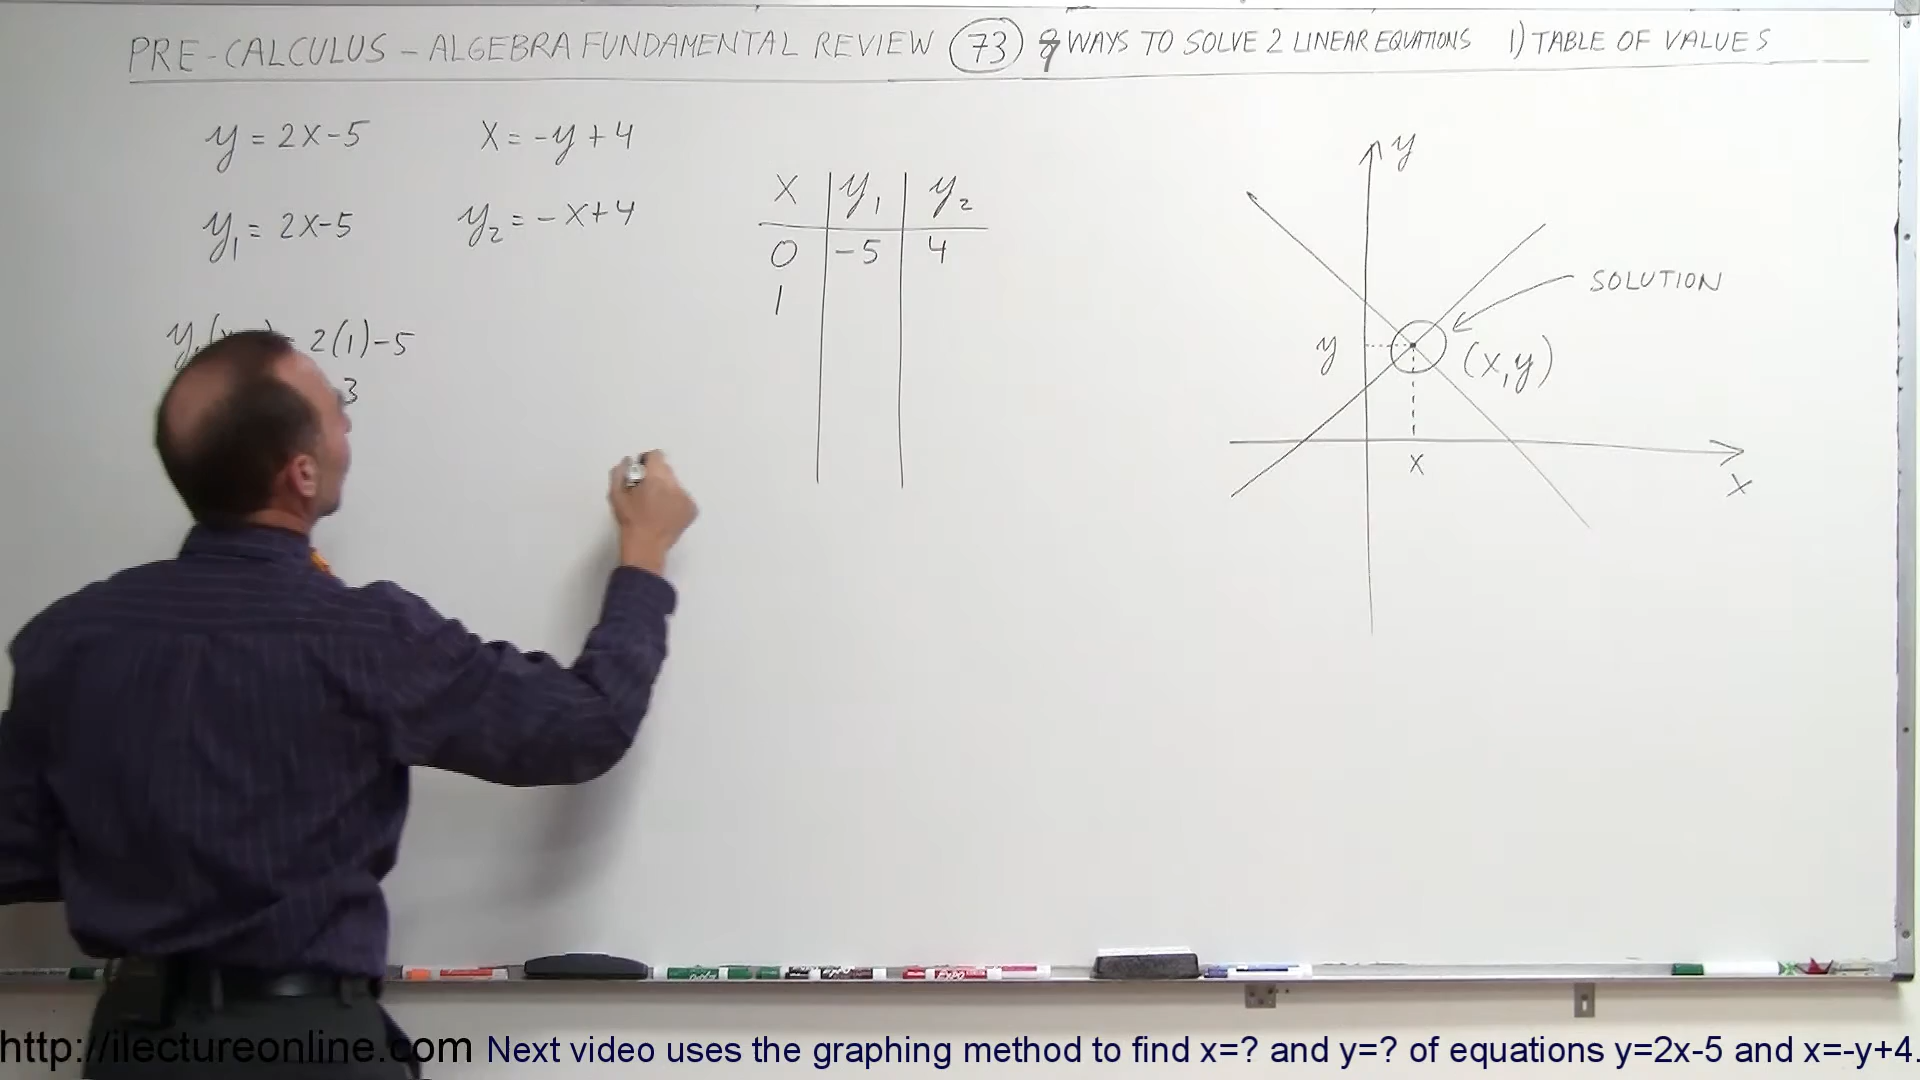 PRE-CALCULUS - ALGEBRA FUNDAMENTAL REVIEW 73 9 WAYS TO SOLVE 2 LINEAR EQUATIONS 1) TABLE OF VALUES
y = 2x-5 x = -y+4
y₁ = 2x-5 y₂ = -x+4
2(1)-5
3
x y₁ y₂
0 -5 4
1
y
SOLUTION
y (x,y)
x
x
EXPO
http://ilectureonline.com Next video uses the graphing method to find x=? and y=? of equations y=2x-5 and x=-y+4.